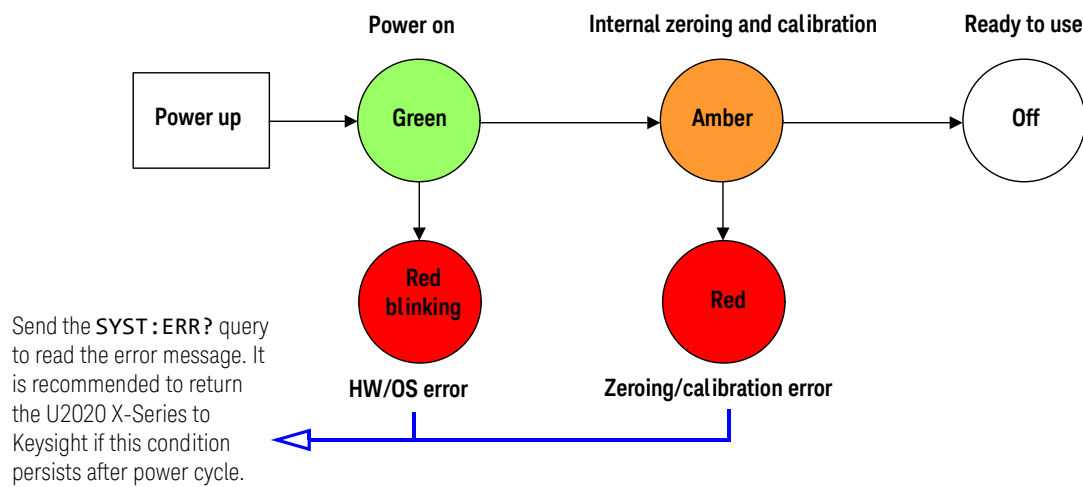 Power on
Internal zeroing and calibration
Ready to use
Power up
Green
Amber
Off
Red
blinking
Red
HW/OS error
Zeroing/calibration error
Send the SYST:ERR? query
to read the error message. It
is recommended to return
the U2020 X-Series to
Keysight if this condition
persists after power cycle.